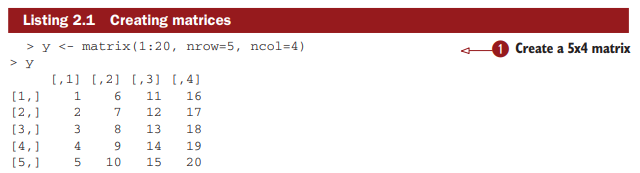 Listing 2.1 Creating matrices
> y <- matrix(1:20, nrow=5, ncol=4) 1 Create a 5x4 matrix
> y
     [,1] [,2] [,3] [,4]
[1,]    1    6   11   16
[2,]    2    7   12   17
[3,]    3    8   13   18
[4,]    4    9   14   19
[5,]    5   10   15   20